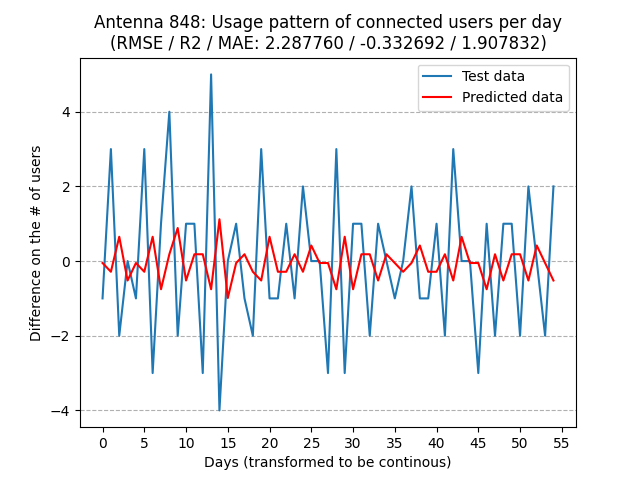 Antenna 848: Usage pattern of connected users per day
(RMSE / R2 / MAE: 2.287760 / -0.332692 / 1.907832)
Test data
Predicted data
4
2
0
−2
−4
Difference on the # of users
0 5 10 15 20 25 30 35 40 45 50 55
Days (transformed to be continous)